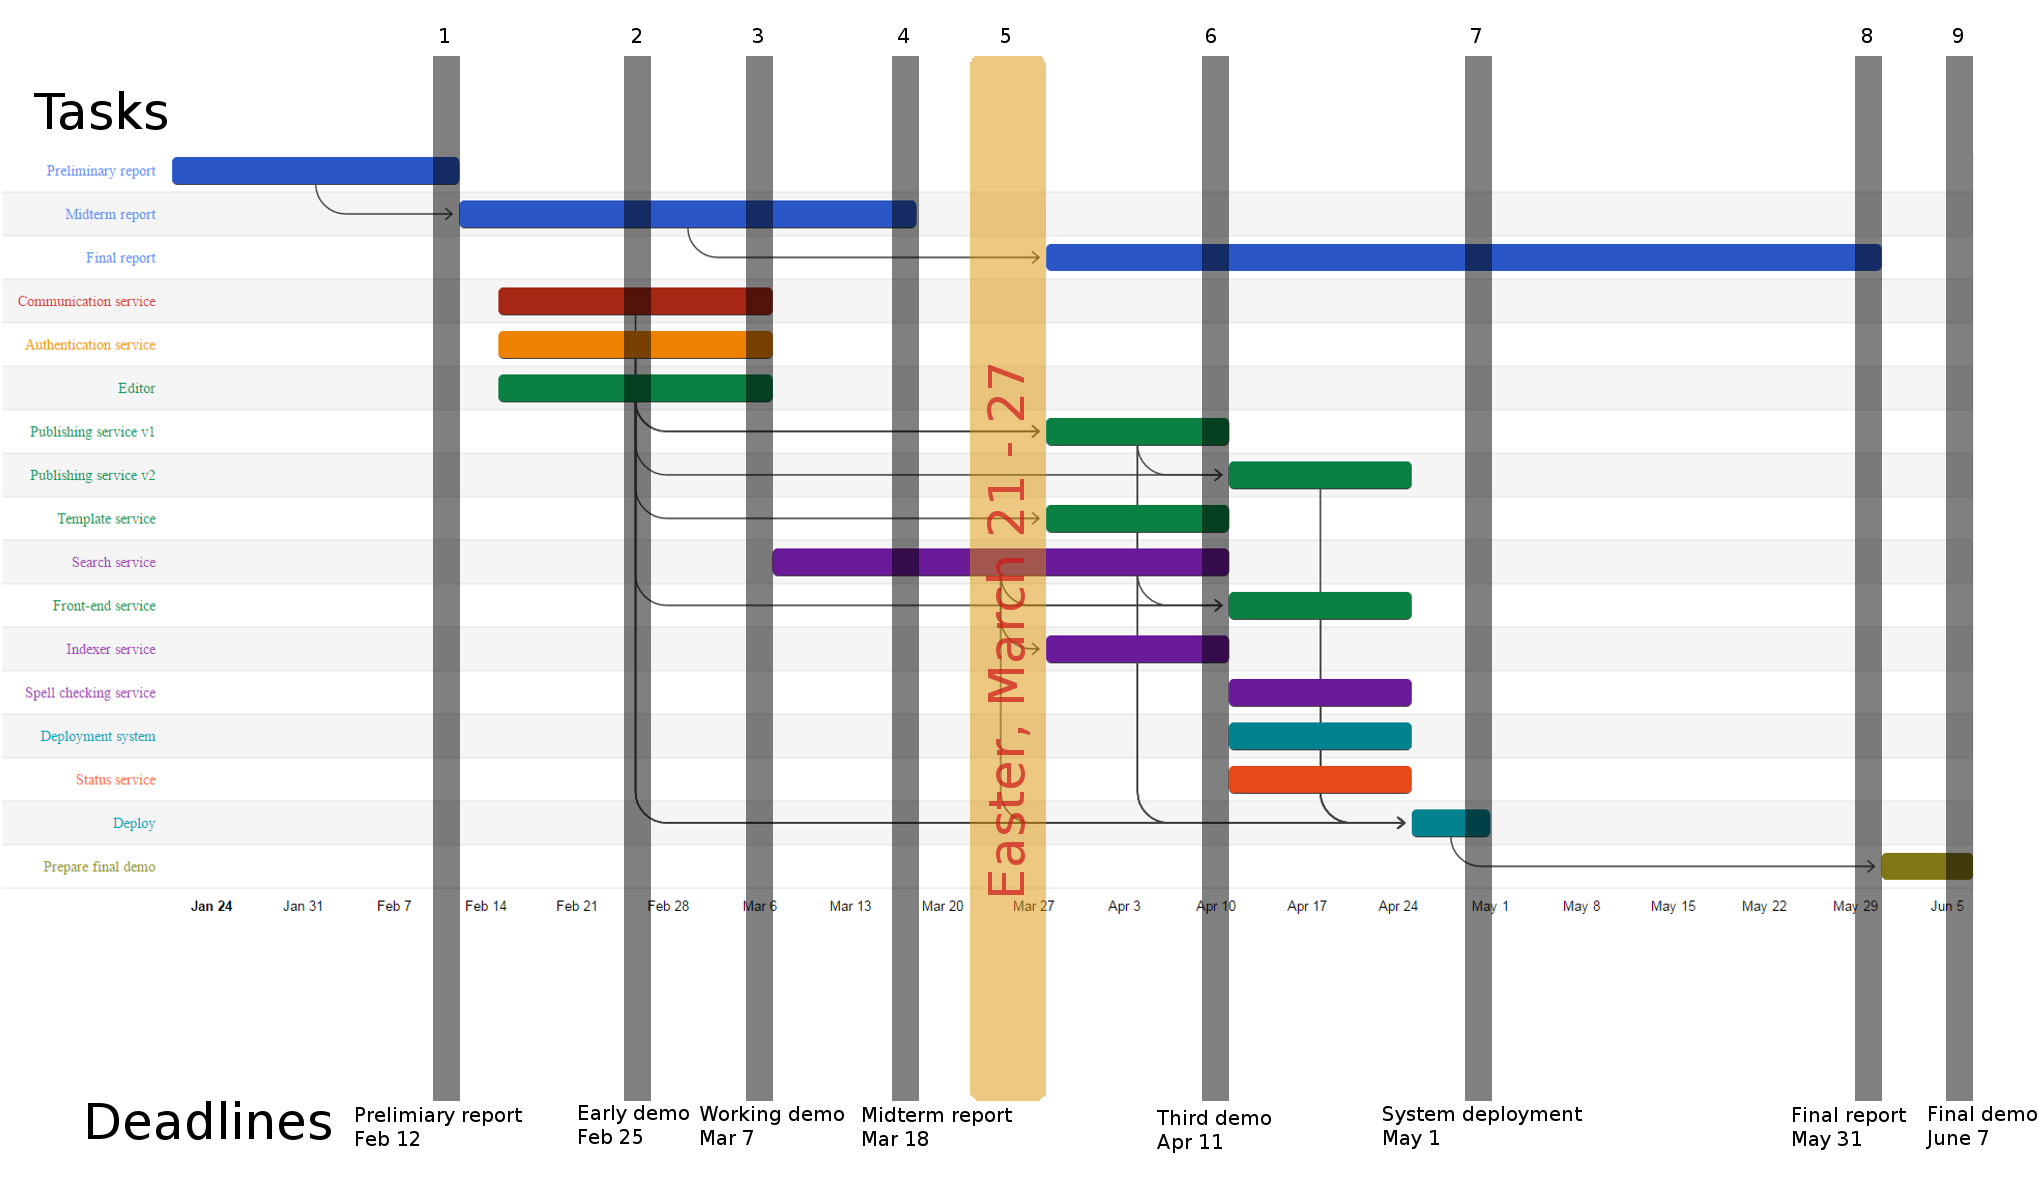 1 2 3 4 5 6 7 8 9
Tasks
Preliminary report
Midterm report
Final report
Communication service
Authentication service
Editor
Publishing service v1
Publishing service v2
Template service
Search service
Front-end service
Indexer service
Spell checking service
Deployment system
Status service
Deploy
Prepare final demo
Easter, March 21 - 27
Jan 24 Jan 31 Feb 7 Feb 14 Feb 21 Feb 28 Mar 6 Mar 13 Mar 20 Mar 27 Apr 3 Apr 10 Apr 17 Apr 24 May 1 May 8 May 15 May 22 May 29 Jun 5
Deadlines
Prelimiary report
Feb 12
Early demo
Feb 25
Working demo
Mar 7
Midterm report
Mar 18
Third demo
Apr 11
System deployment
May 1
Final report
May 31
Final demo
June 7